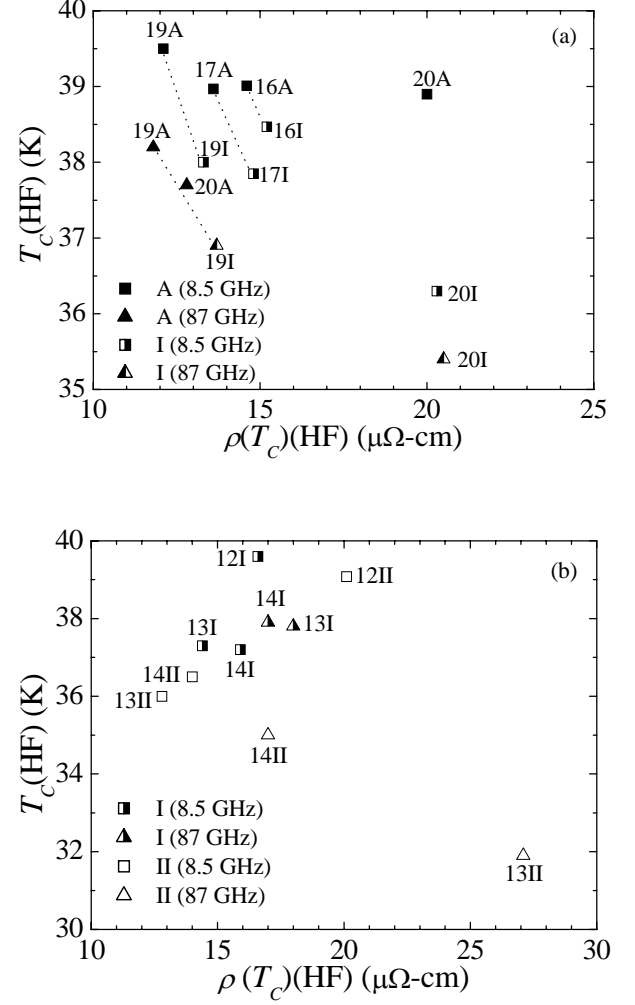 (a)
40
39
38
37
36
35
T_C(HF) (K)
19A
17A
16A
20A
19A
19I
16I
17I
20A
19I
20I
20I
A (8.5 GHz)
A (87 GHz)
I (8.5 GHz)
I (87 GHz)
10 15 20 25
ρ(T_C)(HF) (μΩ-cm)
(b)
40
38
36
34
32
30
T_C(HF) (K)
12I
12II
14I
13I
13I
14I
14II
13II
14II
13II
I (8.5 GHz)
I (87 GHz)
II (8.5 GHz)
II (87 GHz)
10 15 20 25 30
ρ (T_C)(HF) (μΩ-cm)